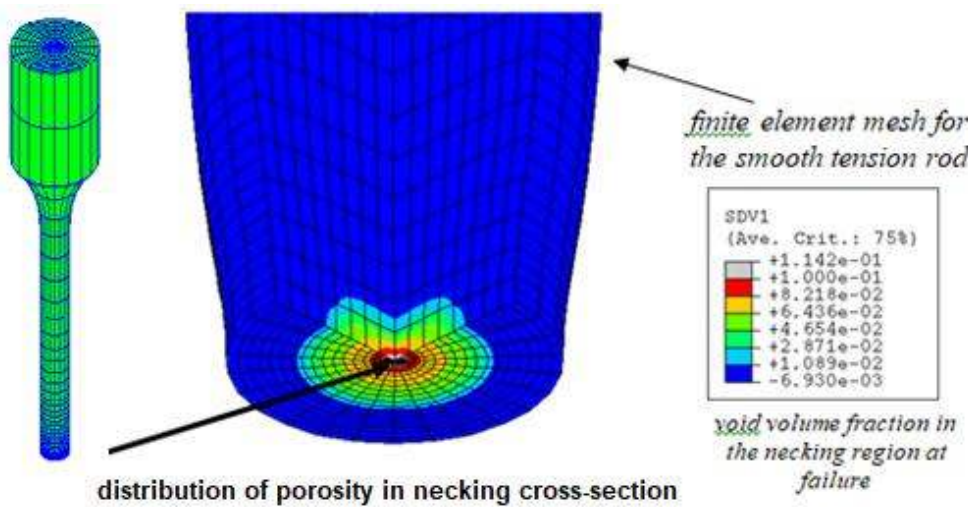 finite element mesh for
the smooth tension rod
SDV1
(Ave. Crit.: 75%)
+1.142e-01
+1.000e-01
+8.218e-02
+6.436e-02
+4.654e-02
+2.871e-02
+1.089e-02
-6.930e-03
void volume fraction in
the necking region at
failure
distribution of porosity in necking cross-section